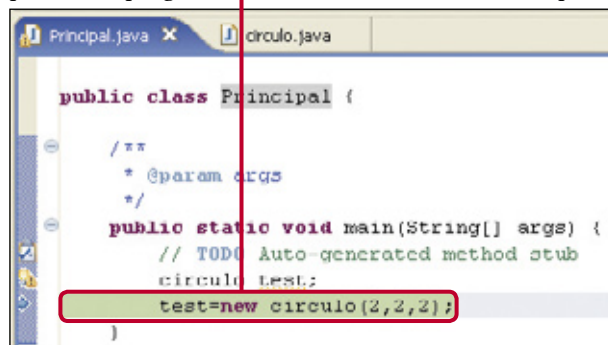 Principal.java circulo.java
public class Principal {
/**
* @param args
*/
public static void main(String[] args) {
// TODO Auto-generated method stub
circulo test;
test=new circulo(2,2,2);
}